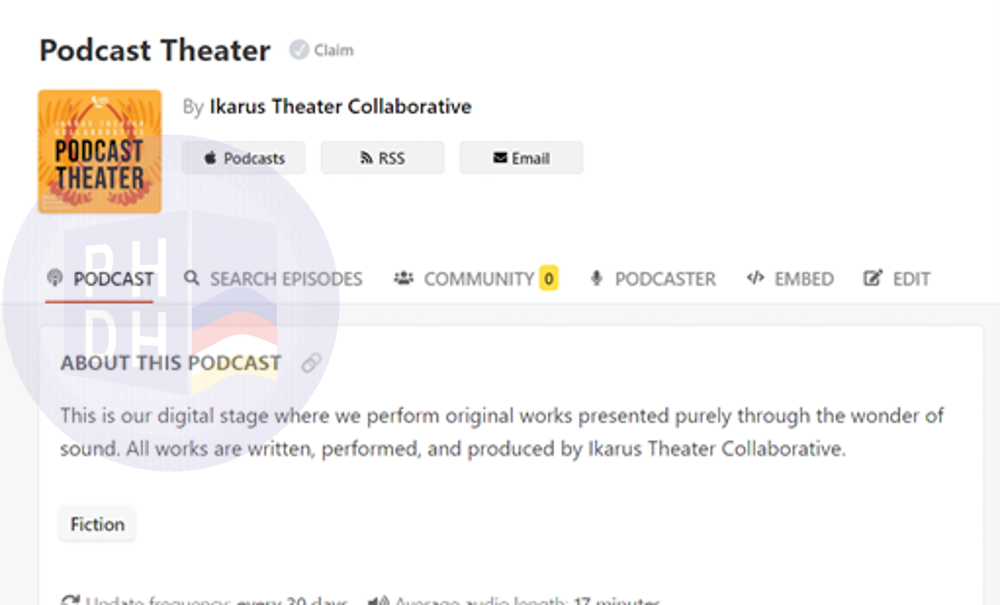 Podcast Theater Claim
By Ikarus Theater Collaborative
IKARUS THEATER
COLLABORATIVE
PODCAST
THEATER
Podcasts RSS Email
PH
DH
PODCAST SEARCH EPISODES COMMUNITY 0 PODCASTER EMBED EDIT
ABOUT THIS PODCAST
This is our digital stage where we perform original works presented purely through the wonder of
sound. All works are written, performed, and produced by Ikarus Theater Collaborative.
Fiction
Update frequency: every 20 days Average audio length: 17 minutes